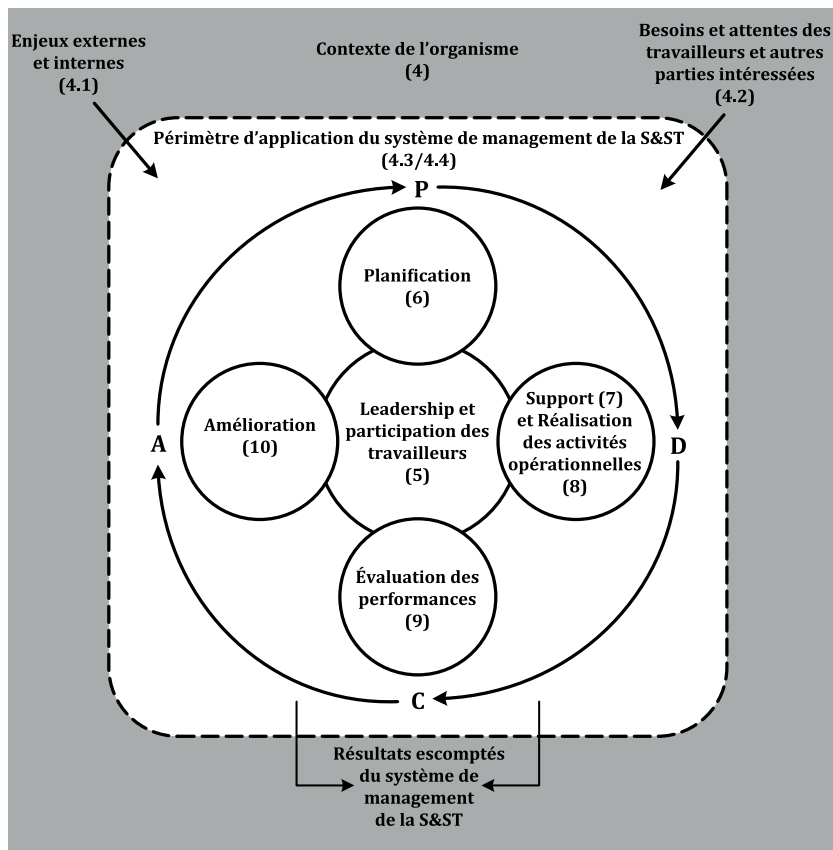 Enjeux externes
et internes
(4.1)
Contexte de l’organisme
(4)
Besoins et attentes des
travailleurs et autres
parties intéressées
(4.2)
Périmètre d’application du système de management de la S&ST
(4.3/4.4)
P
Planification
(6)
A
Amélioration
(10)
Leadership et
participation des
travailleurs
(5)
Support (7)
et Réalisation
des activités
opérationnelles
(8)
D
Évaluation des
performances
(9)
C
Résultats escomptés
du système de
management
de la S&ST